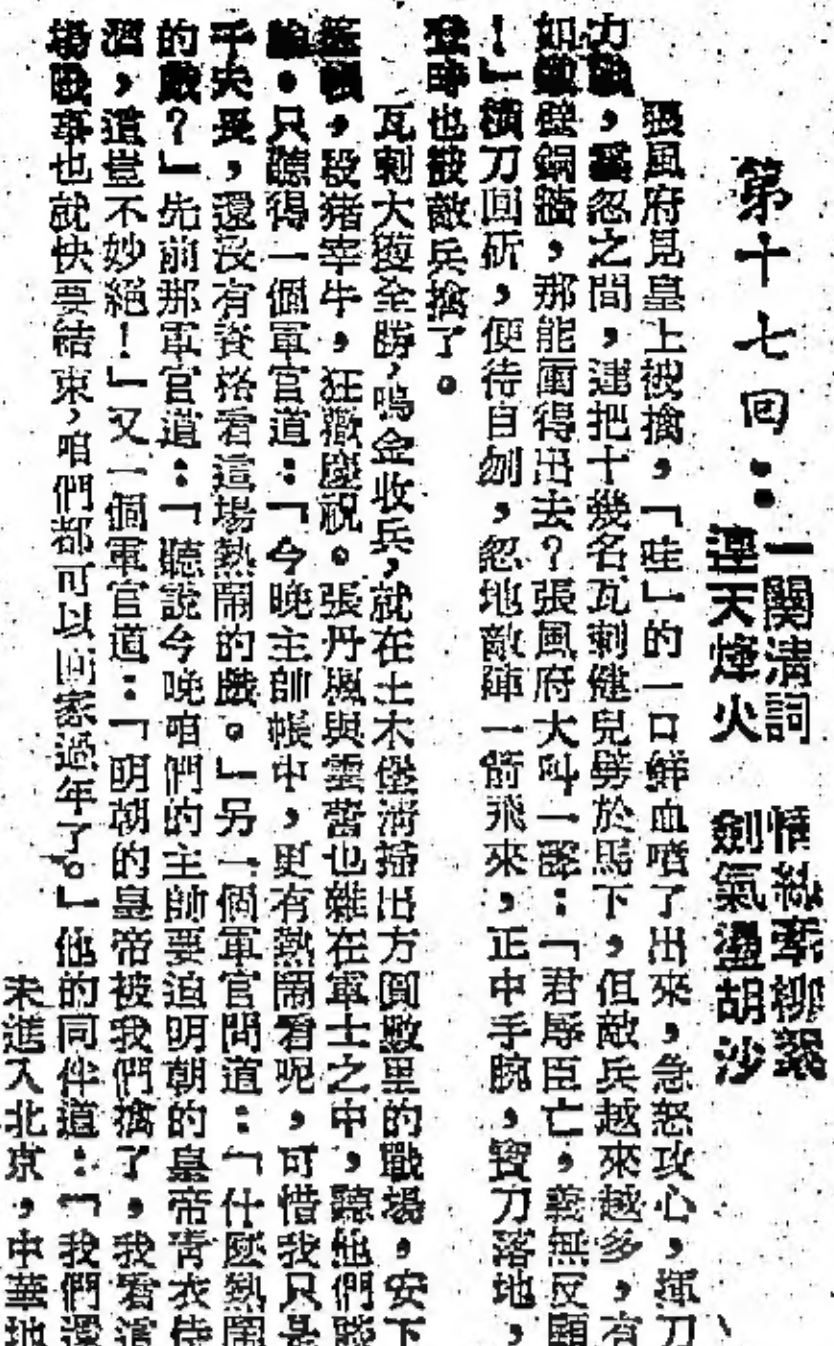 第十七回：
一闋清詞　情絲牽柳絮
連天烽火　劍氣盪胡沙
張風府見皇上被擒，「哇」的一口鮮血噴了出來，急怒攻心，揮刀
力戰，霎忽之間，連把十幾名瓦剌健兒劈於馬下，但敵兵越來越多，有
如鐵壁銅牆，那能衝得出去？張風府大叫一聲：「君辱臣亡，義無反顧
！」橫刀回斫，便待自刎，忽地敵陣一箭飛來，正中手腕，寶刀落地，
登時也被敵兵擒了。
瓦剌大獲全勝，鳴金收兵，就在土木堡清掃出方圓數里的戰場，安下
營帳，殺猪宰牛，狂歡慶祝。張丹楓與雲蕾也雜在軍士之中，聽他們談
論。只聽得一個軍官道：「今晚主帥帳中，更有熱鬧看呢，可惜我只是
千夫長，還沒有資格看這場熱鬧的戲。」另一個軍官問道：「什麼熱鬧
的戲？」先前那軍官道：「聽說今晚咱們的主帥要迫明朝的皇帝青衣侍
酒，這豈不妙絕！」又一個軍官道：「明朝的皇帝被我們擒了，我看這
場戰事也就快要結束，咱們都可以回家過年了。」他的同伴道：「我們還
未進入北京，中華地